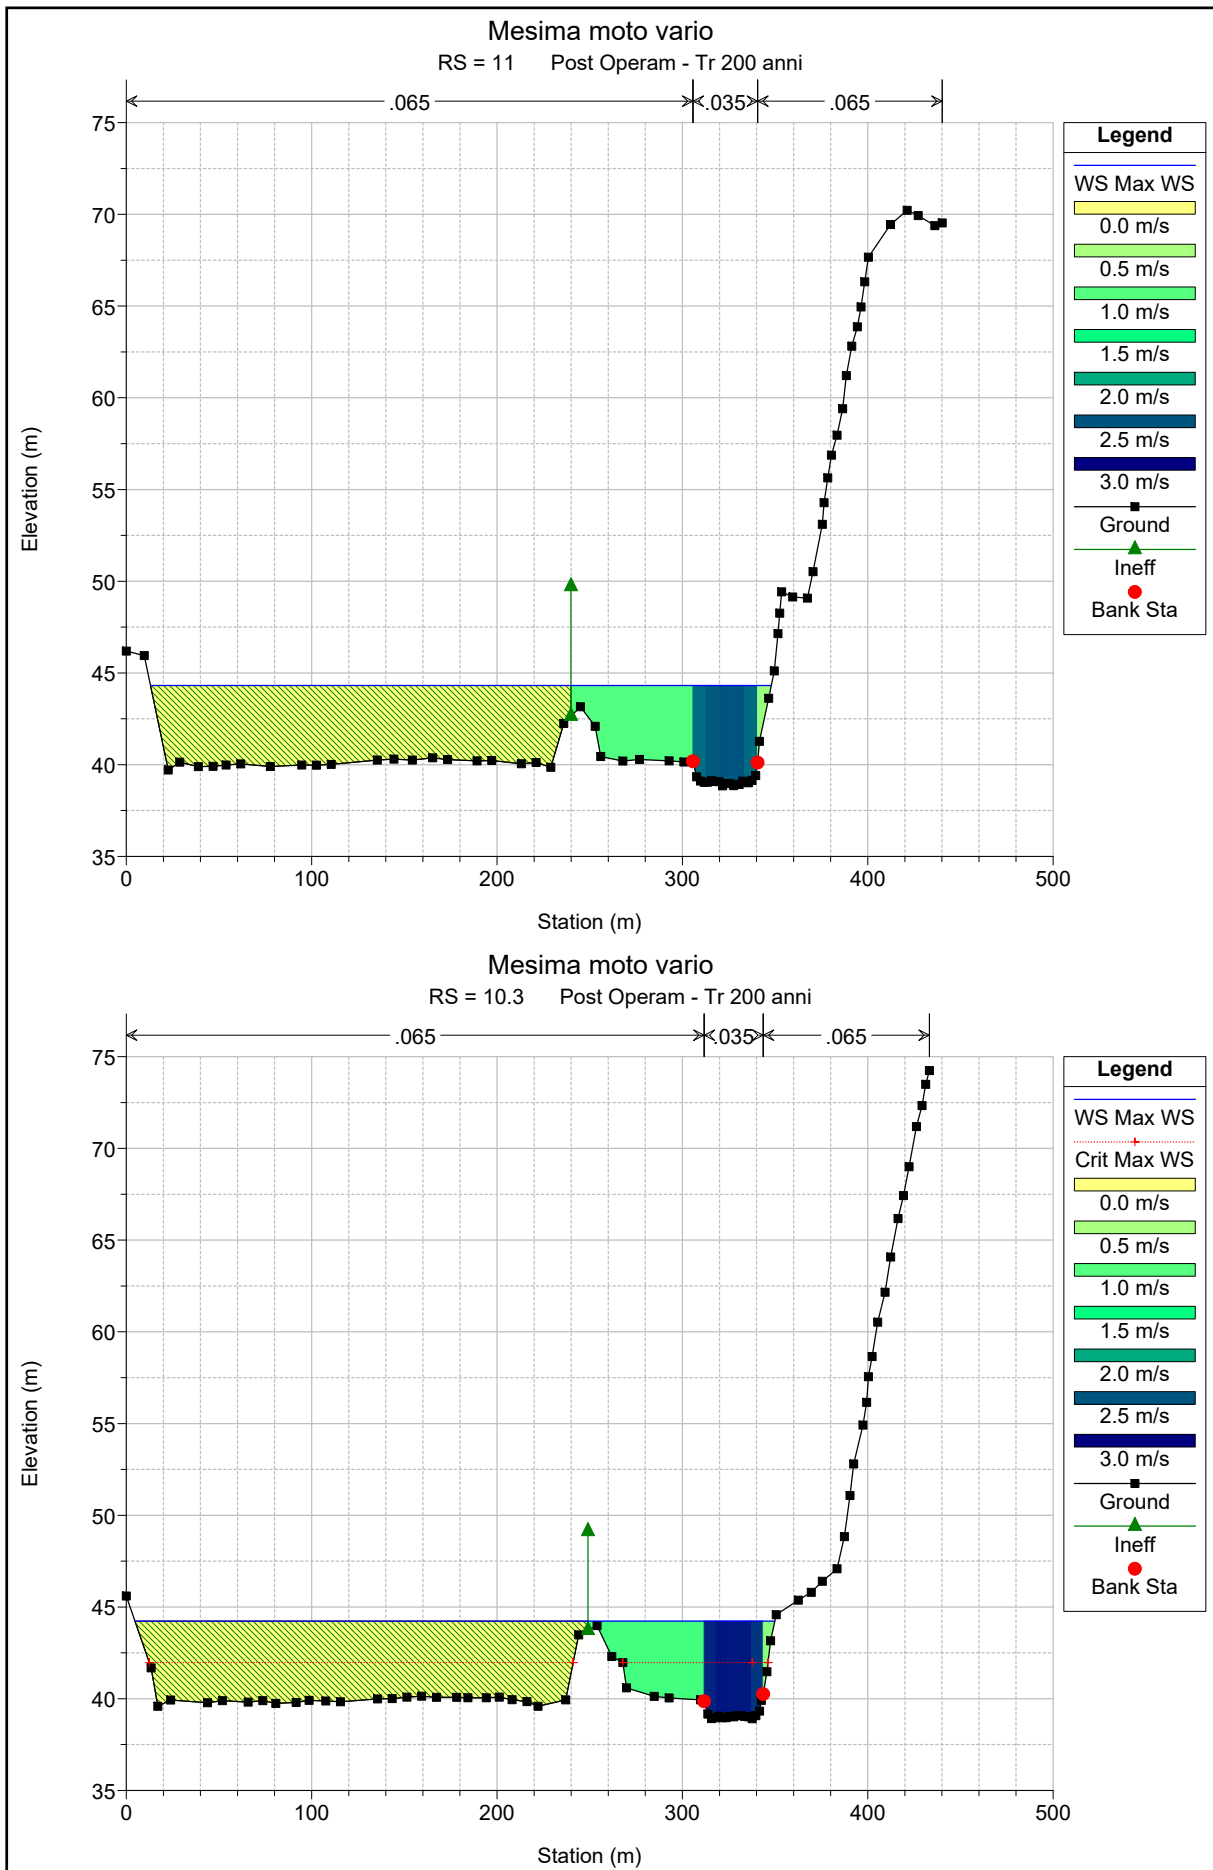 Mesima moto vario
RS = 11 Post Operam - Tr 200 anni
.065 .035 .065
75
70
65
60
55
50
45
40
35
0 100 200 300 400 500
Elevation (m)
Station (m)
Legend
WS Max WS
0.0 m/s
0.5 m/s
1.0 m/s
1.5 m/s
2.0 m/s
2.5 m/s
3.0 m/s
Ground
Ineff
Bank Sta
Mesima moto vario
RS = 10.3 Post Operam - Tr 200 anni
.065 .035 .065
75
70
65
60
55
50
45
40
35
0 100 200 300 400 500
Elevation (m)
Station (m)
Legend
WS Max WS
Crit Max WS
0.0 m/s
0.5 m/s
1.0 m/s
1.5 m/s
2.0 m/s
2.5 m/s
3.0 m/s
Ground
Ineff
Bank Sta